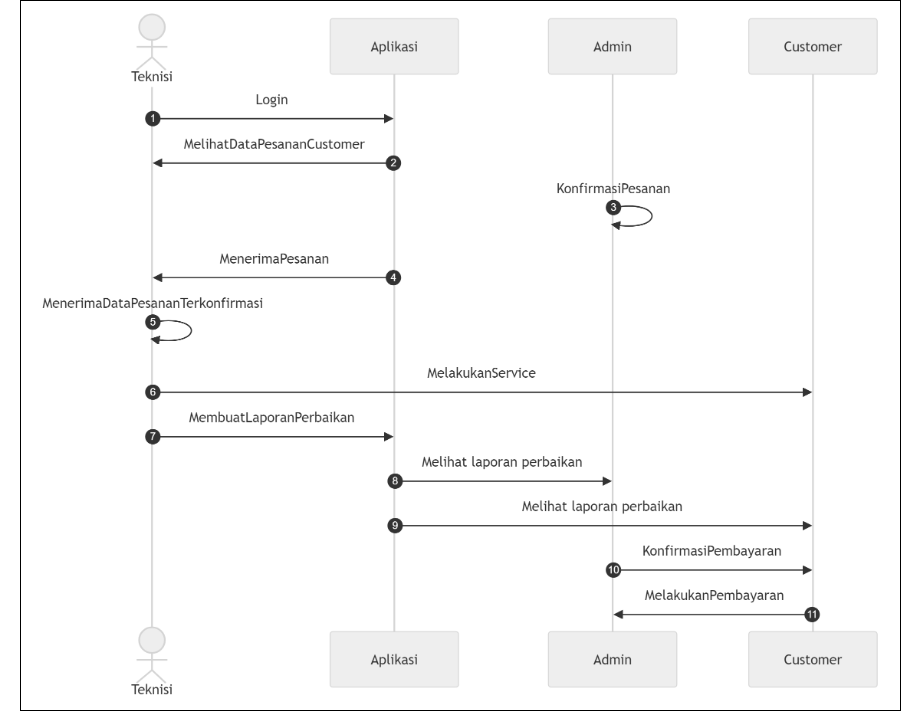 Teknisi
Aplikasi
Admin
Customer
Login
1
MelihatDataPesananCustomer
2
KonfirmasiPesanan
3
MenerimaPesanan
4
MenerimaDataPesananTerkonfirmasi
5
MelakukanService
6
MembuatLaporanPerbaikan
7
Melihat laporan perbaikan
8
Melihat laporan perbaikan
9
KonfirmasiPembayaran
10
MelakukanPembayaran
11
Teknisi
Aplikasi
Admin
Customer